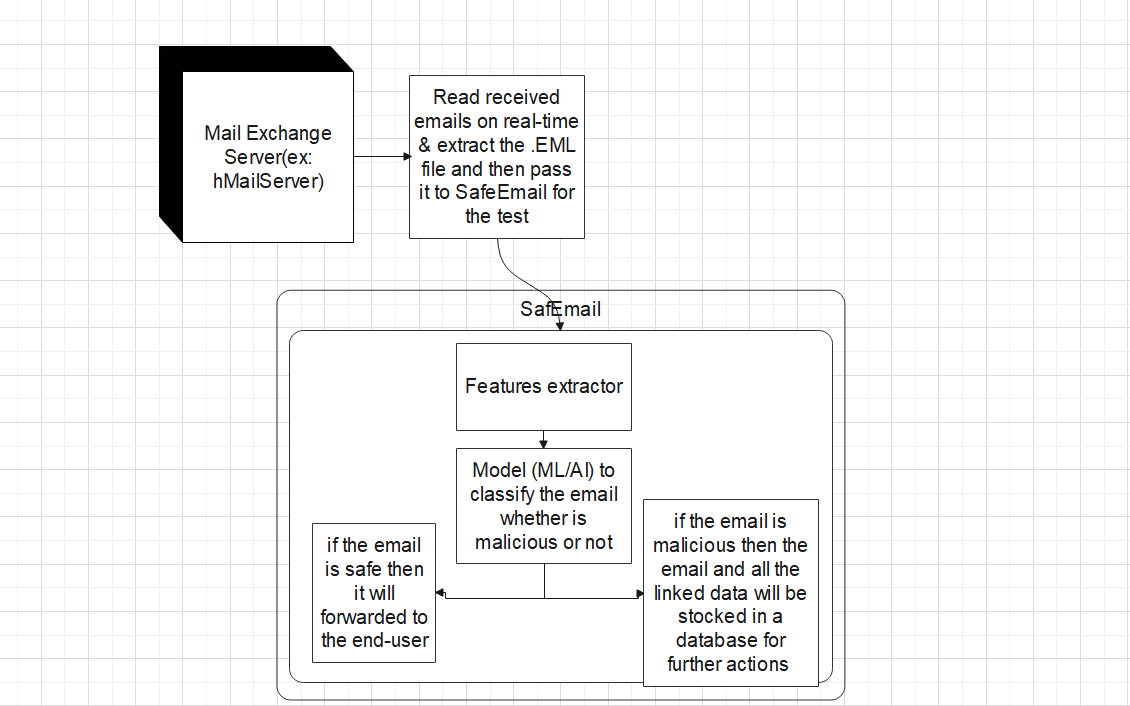 Mail Exchange
Server(ex:
hMailServer)
Read received
emails on real-time
& extract the .EML
file and then pass
it to SafeEmail for
the test
SafEmail
Features extractor
Model (ML/AI) to
classify the email
whether is
malicious or not
if the email
is safe then
it will
forwarded to
the end-user
if the email is
malicious then the
email and all the
linked data will be
stocked in a
database for
further actions